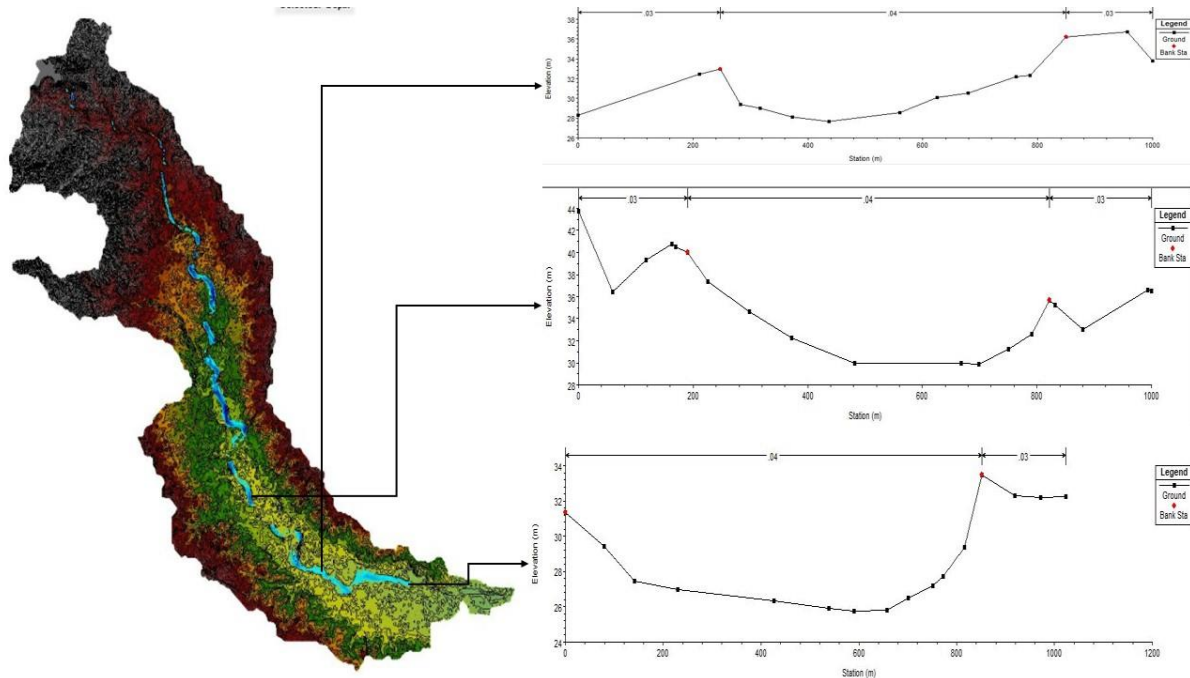 .03 .04 .03
38
36
34
32
30
28
26
Elevation (m)
0 200 400 600 800 1000
Station (m)
Legend
Ground
Bank Sta
.03 .04 .03
44
42
40
38
36
34
32
30
28
Elevation (m)
0 200 400 600 800 1000
Station (m)
Legend
Ground
Bank Sta
.04 .03
34
32
30
28
26
24
Elevation (m)
0 200 400 600 800 1000 1200
Station (m)
Legend
Ground
Bank Sta